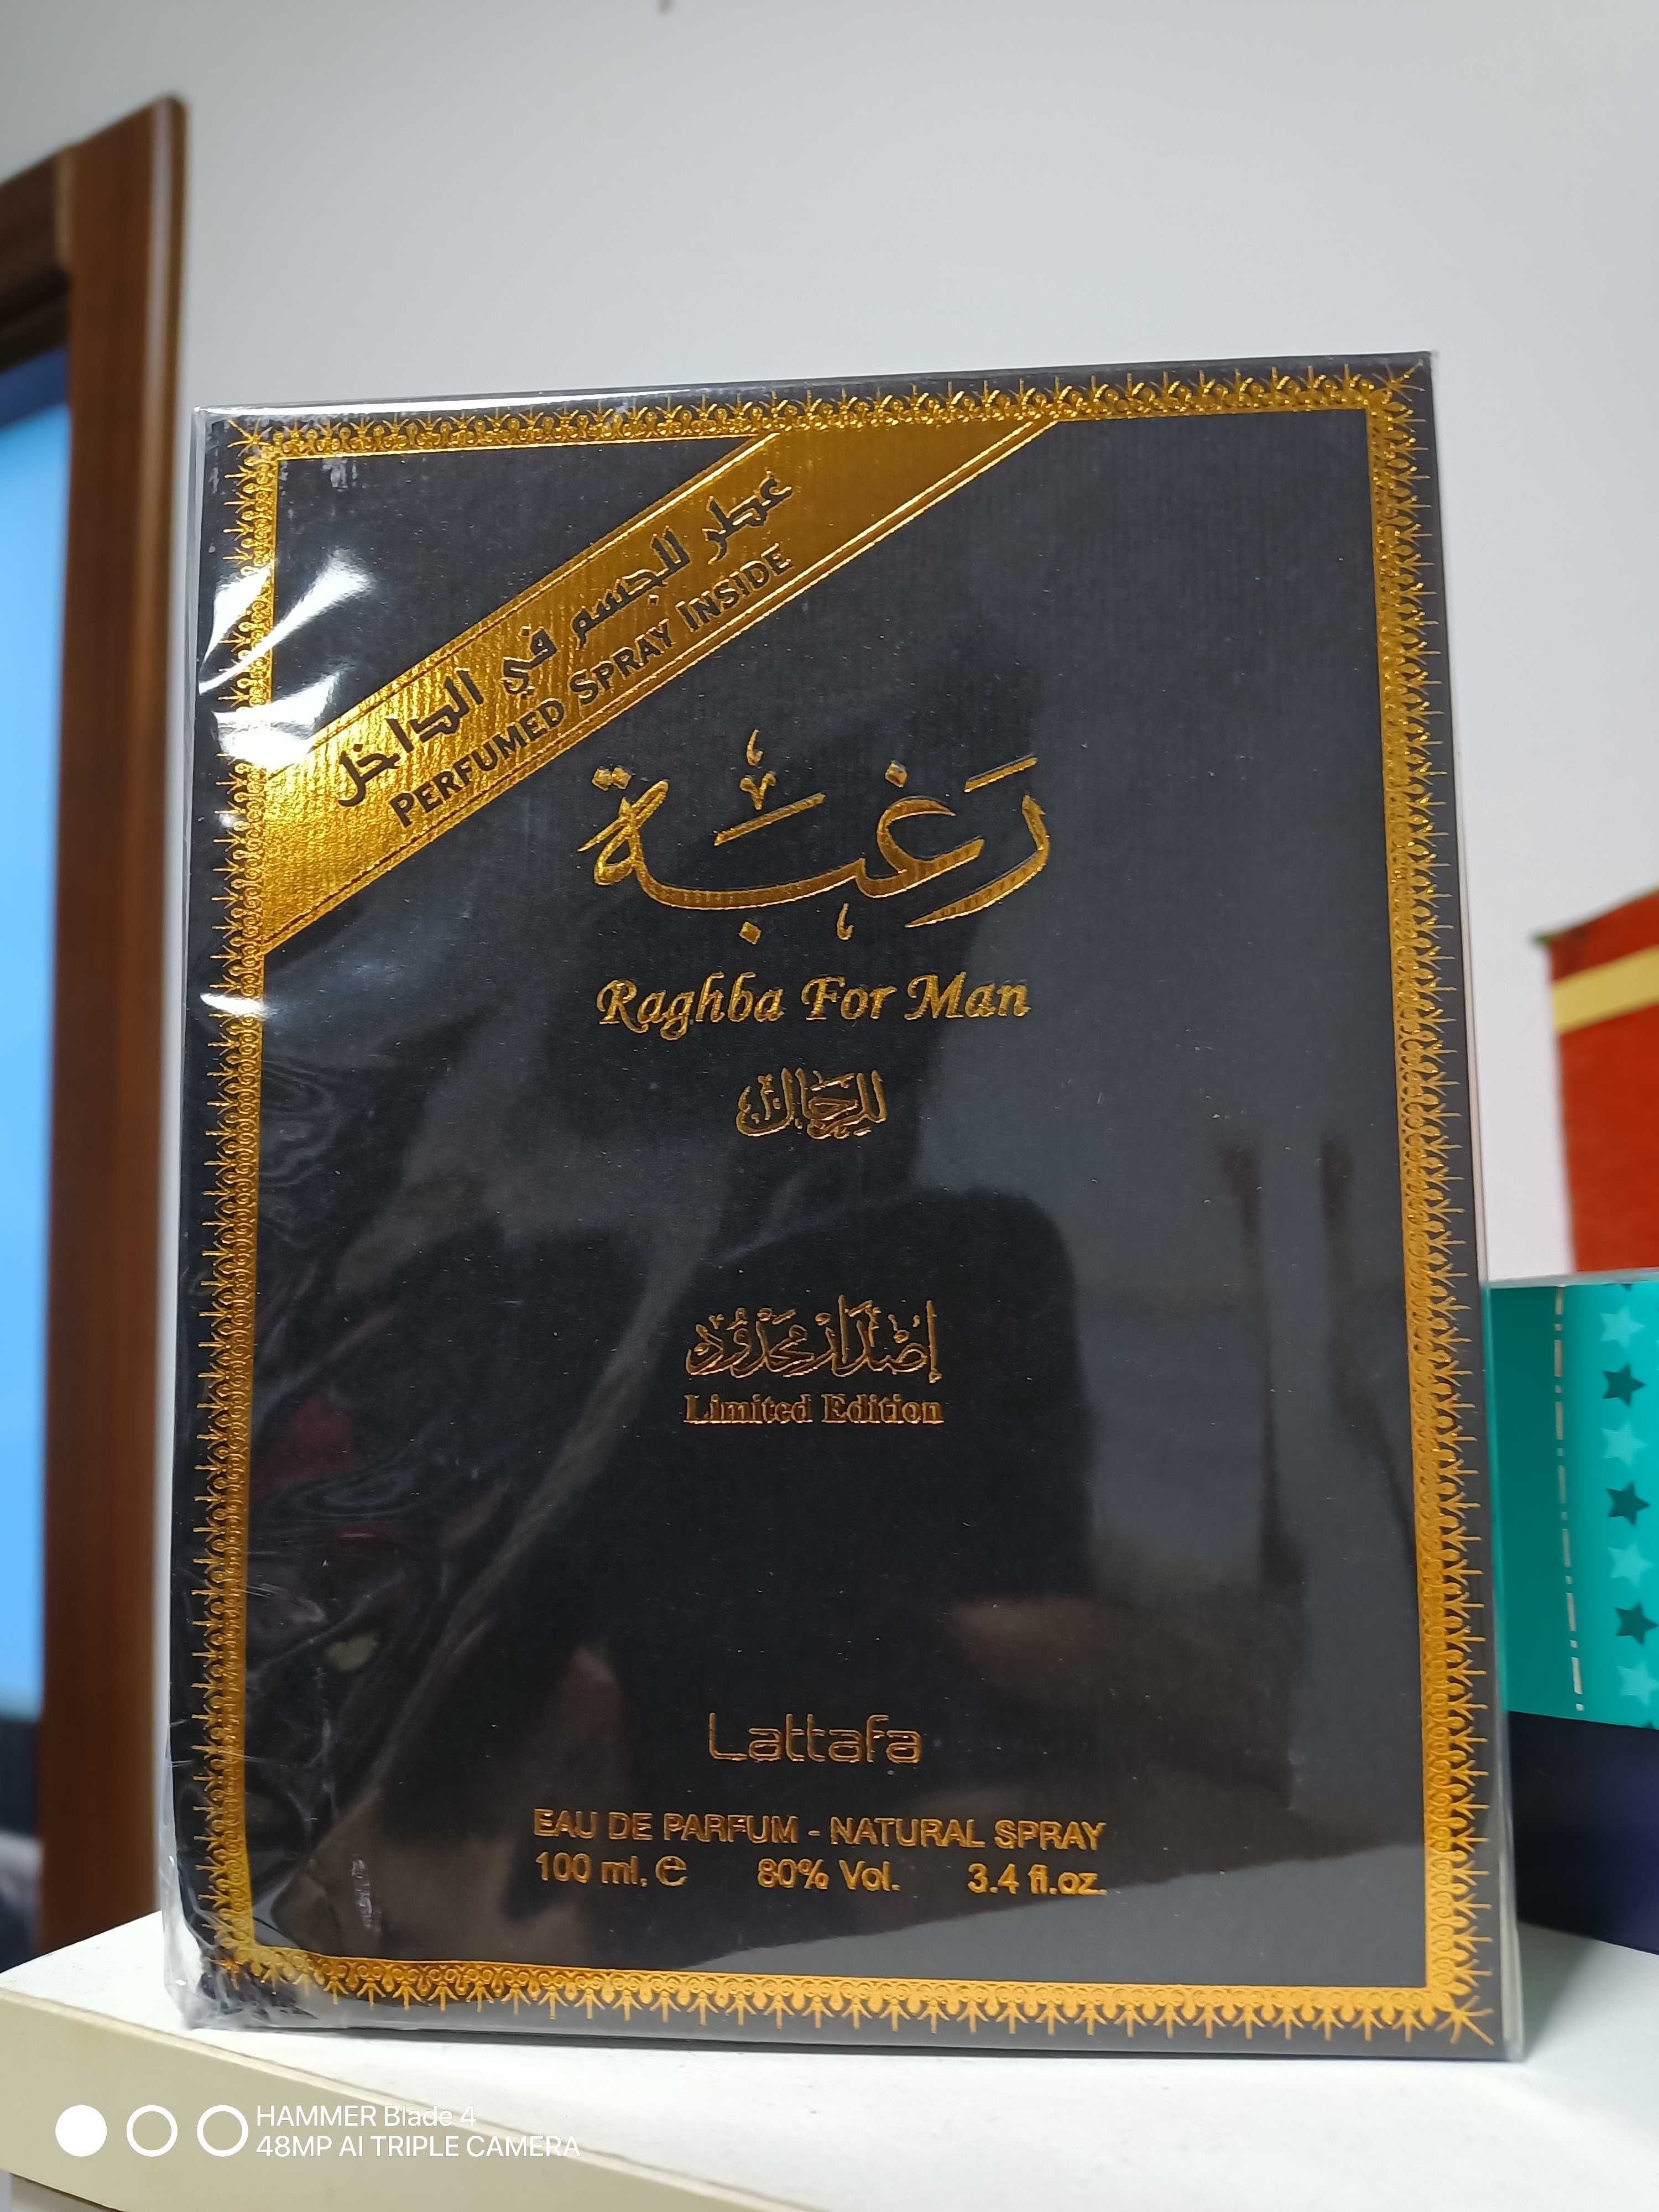 عطر للجسم في الداخل
PERFUMED SPRAY INSIDE
رَغبَة
Raghba For Man
للرجال
إصدار محدود
Limited Edition
Lattafa
EAU DE PARFUM - NATURAL SPRAY
100 ml. ℮ 80% Vol. 3.4 fl.oz.
HAMMER Blade 4
48MP AI TRIPLE CAMERA